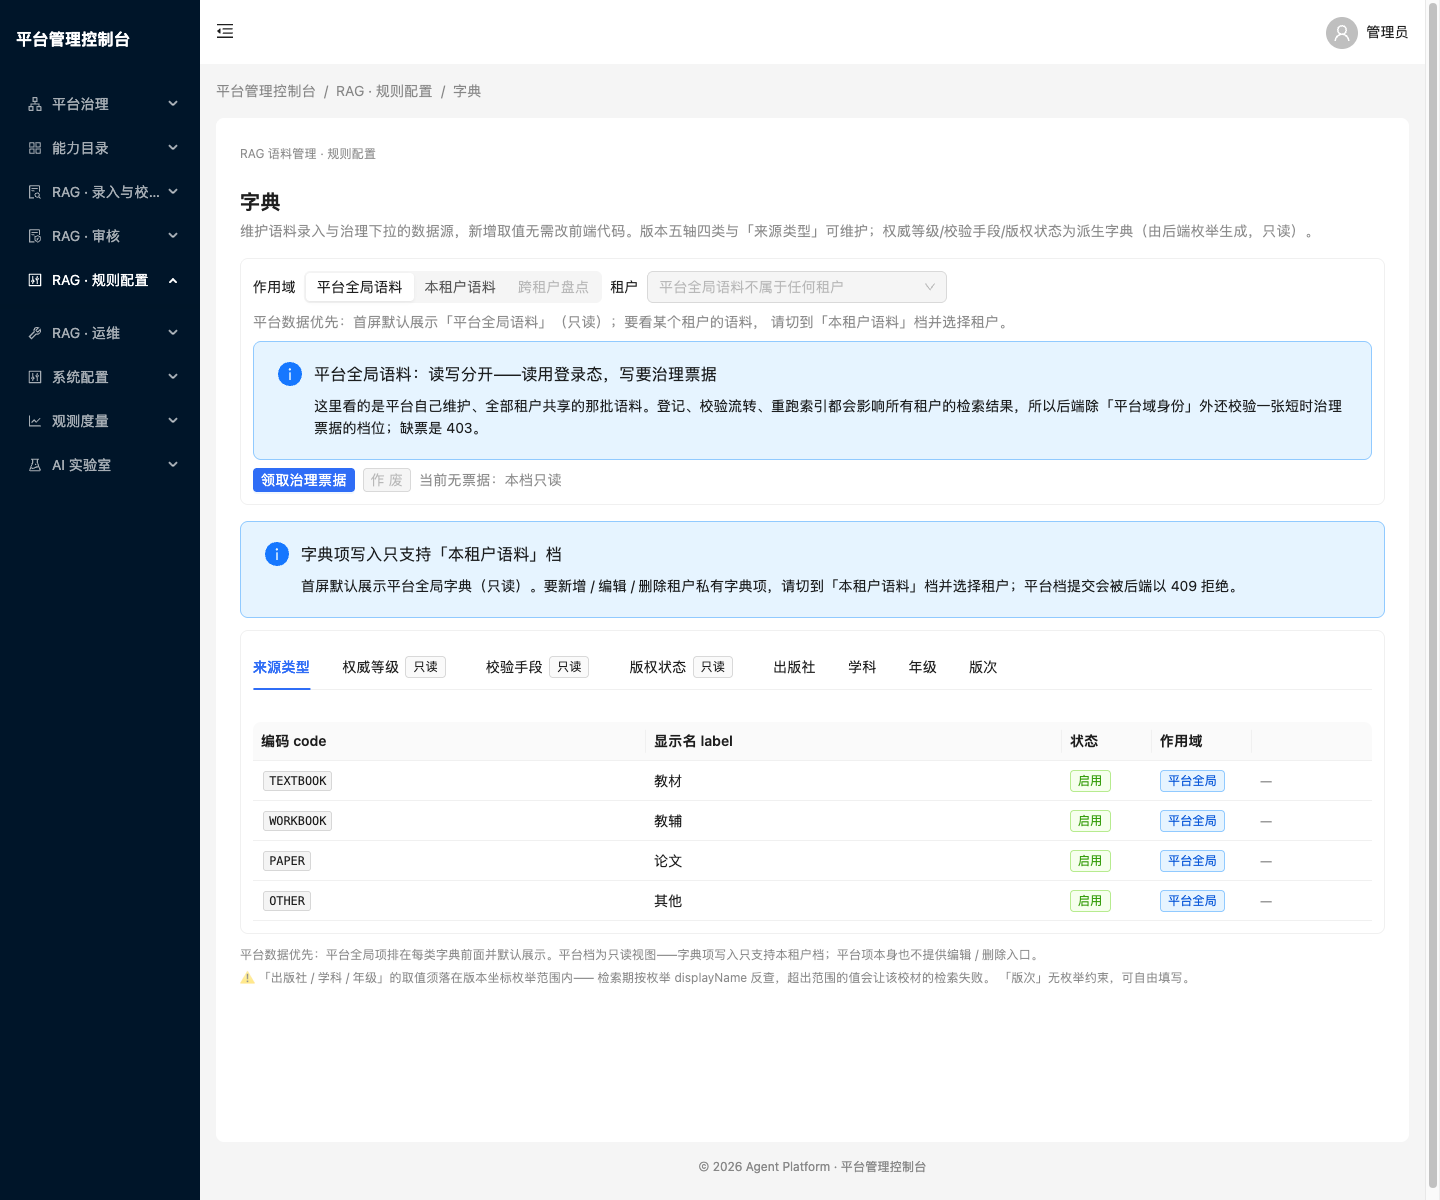 平台管理控制台
管理员
平台治理
能力目录
RAG · 录入与校...
RAG · 审核
RAG · 规则配置
RAG · 运维
系统配置
观测度量
AI 实验室
平台管理控制台 / RAG · 规则配置 / 字典
RAG 语料管理 · 规则配置
字典
维护语料录入与治理下拉的数据源，新增取值无需改前端代码。版本五轴四类与「来源类型」可维护；权威等级/校验手段/版权状态为派生字典（由后端枚举生成，只读）。
作用域 平台全局语料 本租户语料 跨租户盘点 租户 平台全局语料不属于任何租户
平台数据优先：首屏默认展示「平台全局语料」（只读）；要看某个租户的语料， 请切到「本租户语料」档并选择租户。
平台全局语料：读写分开——读用登录态，写要治理票据
这里看的是平台自己维护、全部租户共享的那批语料。登记、校验流转、重跑索引都会影响所有租户的检索结果，所以后端除「平台域身份」外还校验一张短时治理
票据的档位；缺票是 403。
领取治理票据 作 废 当前无票据：本档只读
字典项写入只支持「本租户语料」档
首屏默认展示平台全局字典（只读）。要新增 / 编辑 / 删除租户私有字典项，请切到「本租户语料」档并选择租户；平台档提交会被后端以 409 拒绝。
来源类型 权威等级 只读 校验手段 只读 版权状态 只读 出版社 学科 年级 版次
编码 code 显示名 label 状态 作用域
TEXTBOOK 教材 启用 平台全局 —
WORKBOOK 教辅 启用 平台全局 —
PAPER 论文 启用 平台全局 —
OTHER 其他 启用 平台全局 —
平台数据优先：平台全局项排在每类字典前面并默认展示。平台档为只读视图——字典项写入只支持本租户档；平台项本身也不提供编辑 / 删除入口。
⚠️ 「出版社 / 学科 / 年级」的取值须落在版本坐标枚举范围内—— 检索期按枚举 displayName 反查，超出范围的值会让该校材的检索失败。 「版次」无枚举约束，可自由填写。
© 2026 Agent Platform · 平台管理控制台